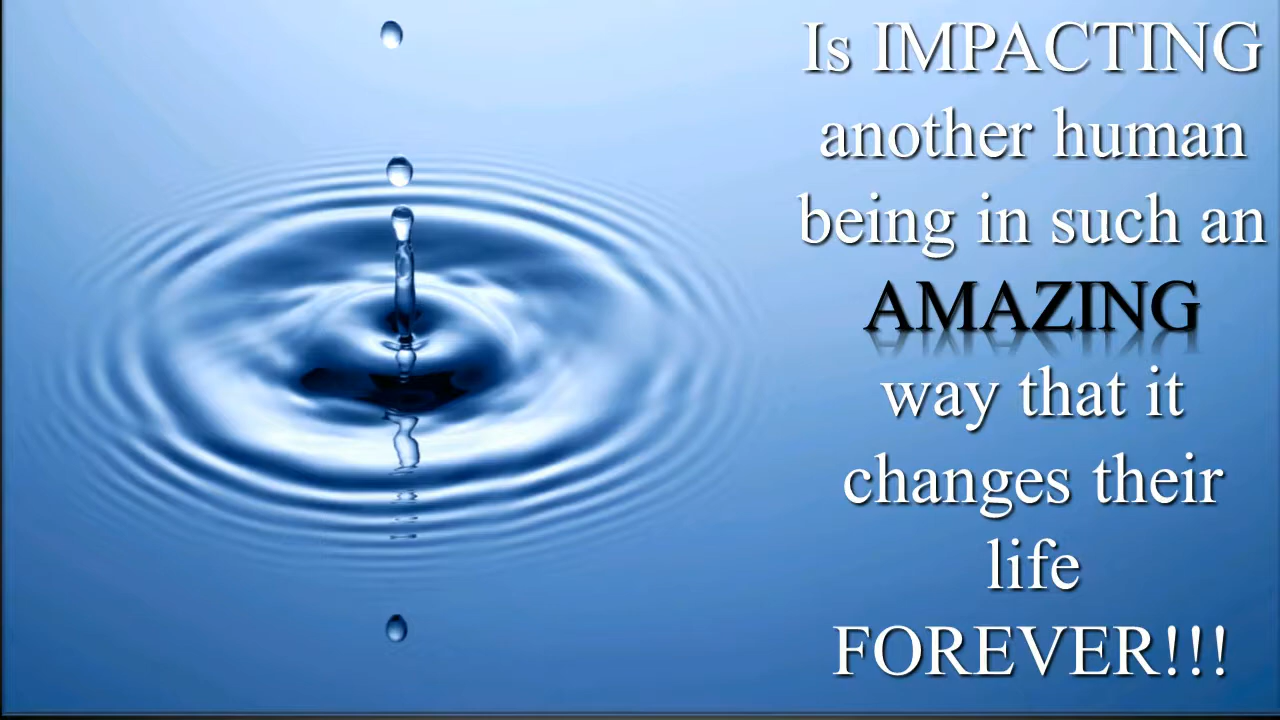 Is IMPACTING
another human
being in such an
AMAZING
way that it
changes their
life
FOREVER!!!